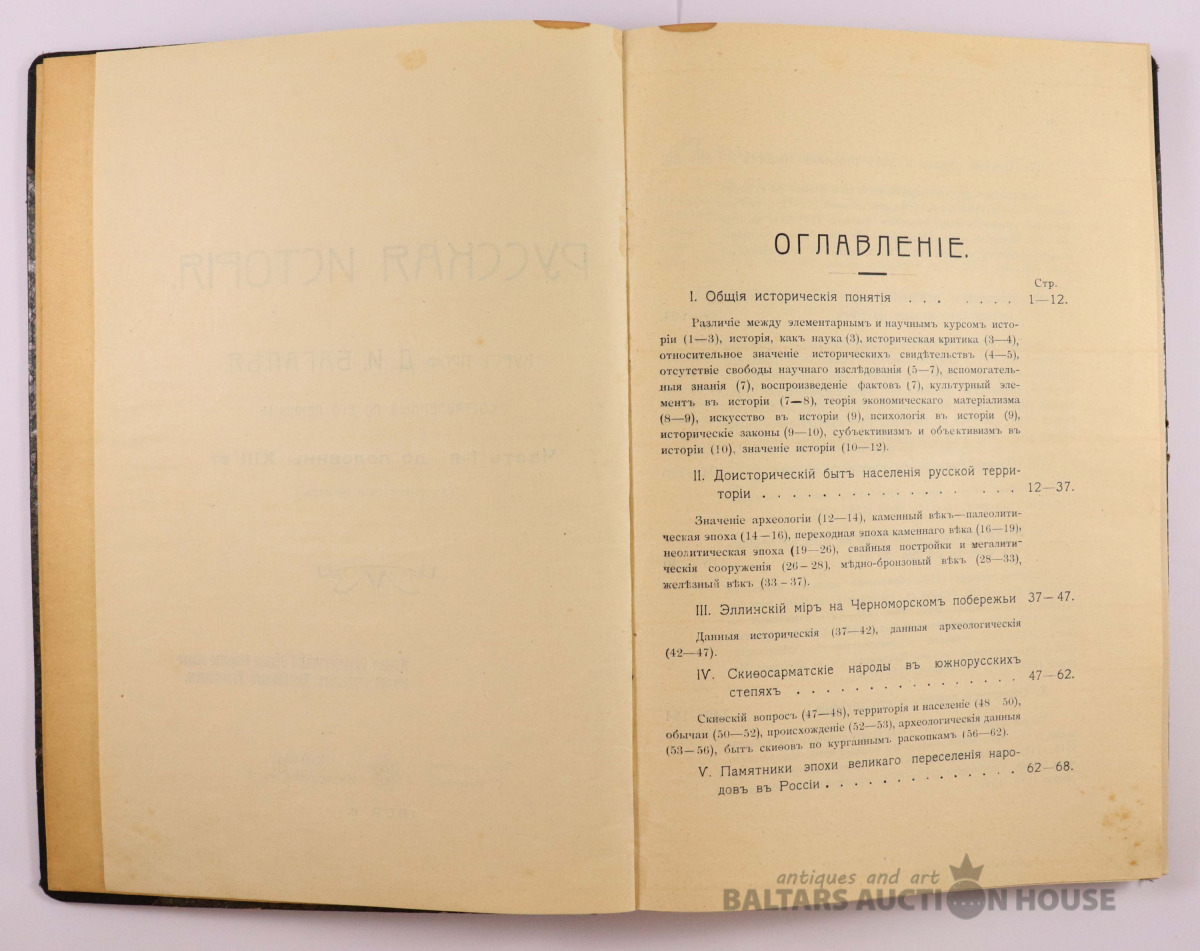 ОГЛАВЛЕНІЕ.
Стр.
I. Общія историческія понятія . . . . . . . 1—12.
Различіе между элементарнымъ и научнымъ курсомъ исто-
ріи (1—3), исторія, какъ наука (3), историческая критика (3—4),
относительное значеніе историческихъ свидѣтельствъ (4—5),
отсутствіе свободы научнаго изслѣдованія (5—7), вспомогатель-
ныя знанія (7), воспроизведеніе фактовъ (7), культурный эле-
ментъ въ исторіи (7—8), теорія экономическаго матеріализма
(8—9), искусство въ исторіи (9), психологія въ исторіи (9),
историческіе законы (9—10), субъективизмъ и объективизмъ въ
исторіи (10), значеніе исторіи (10—12).
II. Доисторическій бытъ населенія русской терри-
торіи . . . . . . . . . . . . . . . . 12—37.
Значеніе археологіи (12—14), каменный вѣкъ—палеолити-
ческая эпоха (14—16), переходная эпоха каменнаго вѣка (16—19),
неолитическая эпоха (19—26), свайныя постройки и мегалити-
ческія сооруженія (26—28), мѣдно-бронзовый вѣкъ (28—33),
желѣзный вѣкъ (33—37).
III. Эллинскій міръ на Черноморскомъ побережьи 37—47.
Данныя историческія (37—42), данныя археологическія
(42—47).
IV. Скиѳосарматскіе народы въ южнорусскихъ
степяхъ . . . . . . . . . . . . . . . . 47—62.
Скиѳскій вопросъ (47—48), территорія и населеніе (48 50),
обычаи (50—52), происхожденіе (52—53), археологическія данныя
(53—56), бытъ скиѳовъ по курганнымъ раскопкамъ (56—62).
V. Памятники эпохи великаго переселенія наро-
довъ въ Россіи . . . . . . . . . . . . . . 62—68.
РУССКАЯ ИСТОРІЯ.
antiques and art
BALTARS AUCTION HOUSE